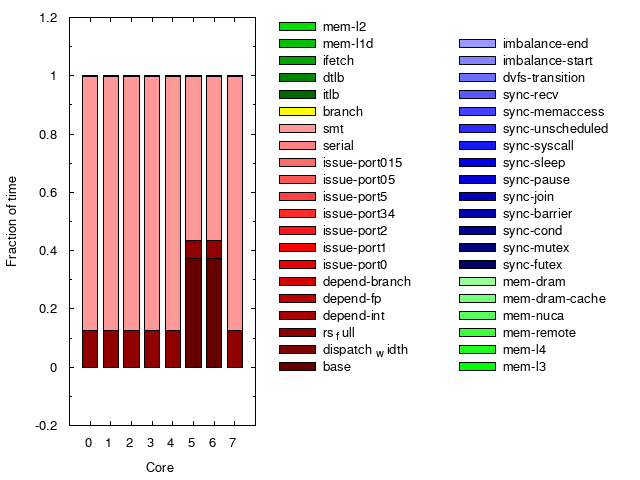 1.2
1
0.8
0.6
0.4
0.2
0
-0.2
Fraction of time
0 1 2 3 4 5 6 7
Core
mem-l2
mem-l1d
ifetch
dtlb
itlb
branch
smt
serial
issue-port015
issue-port05
issue-port5
issue-port34
issue-port2
issue-port1
issue-port0
depend-branch
depend-fp
depend-int
rs_full
dispatch_width
base
imbalance-end
imbalance-start
dvfs-transition
sync-recv
sync-memaccess
sync-unscheduled
sync-syscall
sync-sleep
sync-pause
sync-join
sync-barrier
sync-cond
sync-mutex
sync-futex
mem-dram
mem-dram-cache
mem-nuca
mem-remote
mem-l4
mem-l3